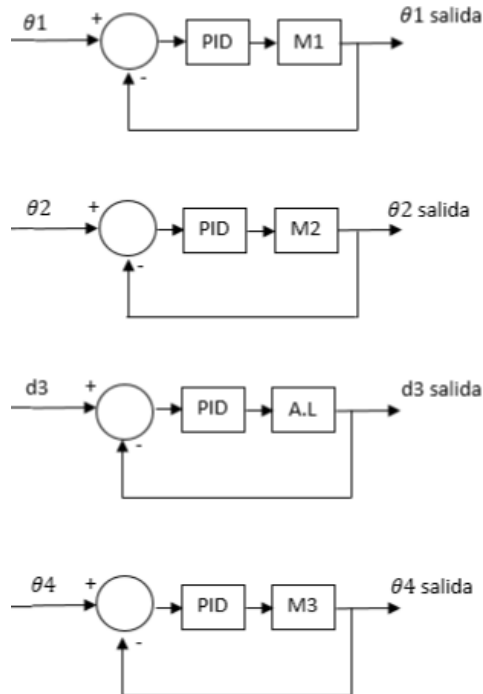 θ1 + PID M1 θ1 salida
-
θ2 + PID M2 θ2 salida
-
d3 + PID A.L d3 salida
-
θ4 + PID M3 θ4 salida
-